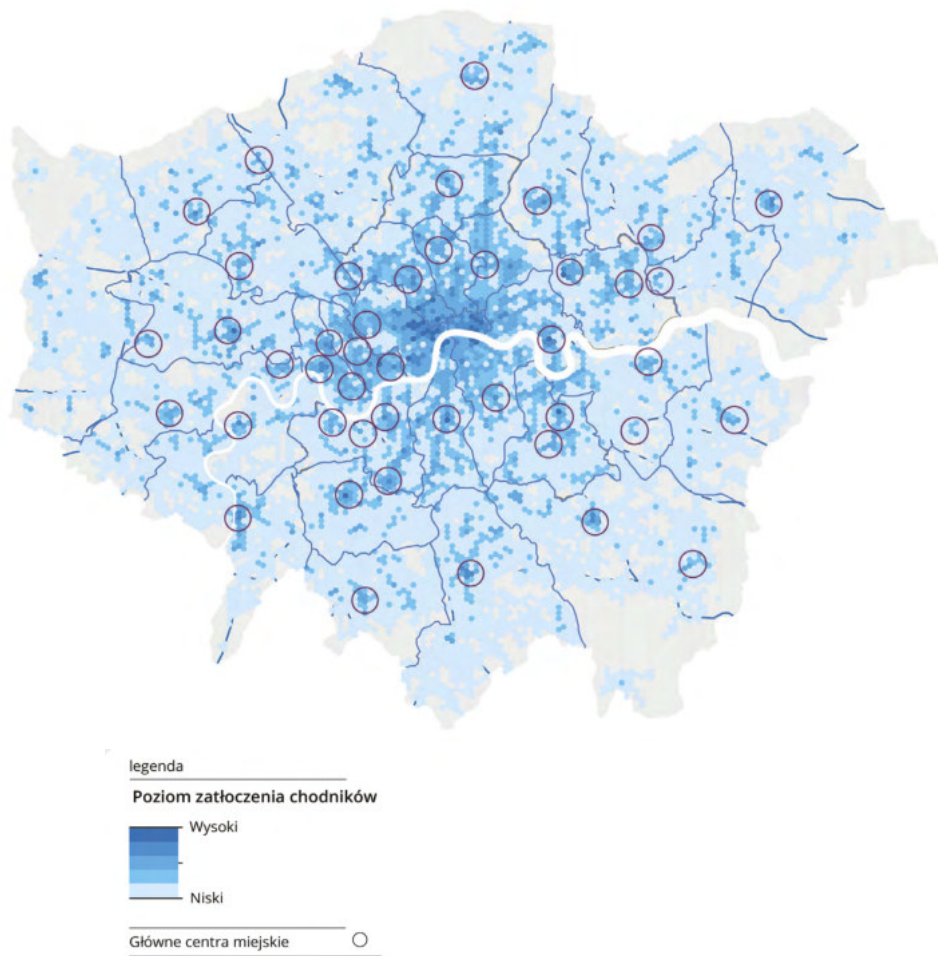 legenda
Poziom zatłoczenia chodników
Wysoki
Niski
Główne centra miejskie